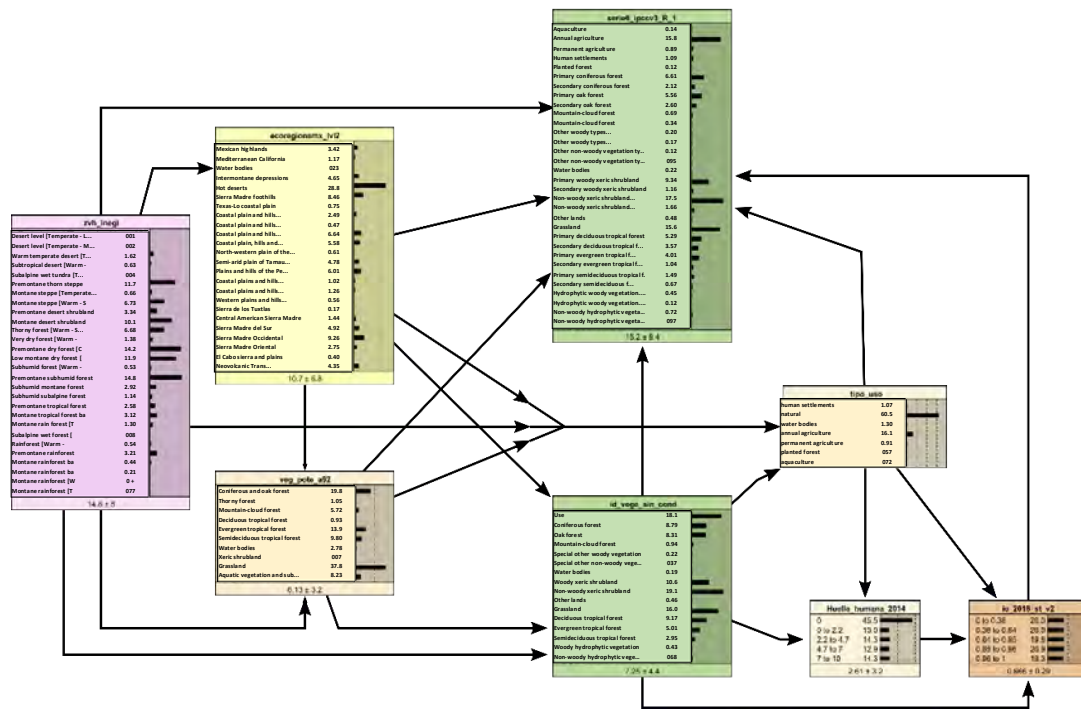 zvh_inegi
Desert level [Temperate - L... 001
Desert level [Temperate - M... 002
Warm temperate desert [T... 1.62
Subtropical desert [Warm - 0.63
Subalpine wet tundra [T... 004
Premontane thorn steppe 11.7
Montane steppe [Temperate... 0.66
Montane steppe [Warm - S 6.73
Premontane desert shrubland 3.34
Montane desert shrubland 10.1
Thorny forest [Warm - S... 6.68
Very dry forest [Warm - 1.38
Premontane dry forest [C 14.2
Low montane dry forest [ 11.9
Subhumid forest [Warm - 0.53
Premontane subhumid forest 14.8
Subhumid montane forest 2.92
Subhumid subalpine forest 1.14
Premontane tropical forest 2.58
Montane tropical forest ba 3.12
Montane rain forest [T 1.30
Subalpine wet forest [ 008
Rainforest [Warm - 0.54
Premontane rainforest 3.21
Montane rainforest ba 0.44
Montane rainforest ba 0.21
Montane rainforest [W 0 +
Montane rainforest [T 077
14.6 ± 8
ecoregionsmx_lvl2
Mexican highlands 3.42
Mediterranean California 1.17
Water bodies 023
Intermontane depressions 4.65
Hot deserts 28.8
Sierra Madre foothills 8.46
Texas-Lo coastal plain 0.75
Coastal plain and hills... 2.49
Coastal plain and hills... 0.47
Coastal plain and hills... 6.64
Coastal plain, hills and... 5.58
North-western plain of the... 0.61
Semi-arid plain of Tamau... 4.78
Plains and hills of the Pe... 6.01
Coastal plains and hills... 1.02
Coastal plains and hills... 1.26
Western plains and hills... 0.56
Sierra de los Tuxtlas 0.17
Central American Sierra Madre 1.44
Sierra Madre del Sur 4.92
Sierra Madre Occidental 9.26
Sierra Madre Oriental 2.75
El Cabo sierra and plains 0.40
Neovolcanic Trans... 4.35
10.7 ± 6.8
veg_pote_a92
Coniferous and oak forest 19.8
Thorny forest 1.05
Mountain-cloud forest 5.72
Deciduous tropical forest 0.93
Evergreen tropical forest 13.9
Semideciduous tropical forest 9.80
Water bodies 2.78
Xeric shrubland 007
Grassland 37.8
Aquatic vegetation and sub... 8.23
6.13 ± 3.2
serie6_ipccv3_R_1
Aquaculture 0.14
Annual agriculture 15.8
Permanent agriculture 0.89
Human settlements 1.09
Planted forest 0.12
Primary coniferous forest 6.61
Secondary coniferous forest 2.12
Primary oak forest 5.56
Secondary oak forest 2.60
Mountain-cloud forest 0.69
Mountain-cloud forest 0.34
Other woody types... 0.20
Other woody types... 0.17
Other non-woody vegetation ty... 0.12
Other non-woody vegetation ty... 095
Water bodies 0.22
Primary woody xeric shrubland 9.34
Secondary woody xeric shrubland 1.16
Non-woody xeric shrubland... 17.5
Non-woody xeric shrubland... 1.66
Other lands 0.48
Grassland 15.6
Primary deciduous tropical forest 5.29
Secondary deciduous tropical f... 3.57
Primary evergreen tropical f... 4.01
Secondary evergreen tropical f... 1.04
Primary semideciduous tropical f. 1.49
Secondary semideciduous f... 0.67
Hydrophytic woody vegetation... 0.45
Hydrophytic woody vegetation... 0.12
Non-woody hydrophytic vegeta... 0.72
Non-woody hydrophytic vegeta... 097
15.2 ± 8.4
id_vege_sin_cond
Use 18.1
Coniferous forest 8.79
Oak forest 8.31
Mountain-cloud forest 0.94
Special other woody vegetation 0.22
Special other non-woody vege... 037
Water bodies 0.19
Woody xeric shrubland 10.6
Non-woody xeric shrubland 19.1
Other lands 0.46
Grassland 16.0
Deciduous tropical forest 9.17
Evergreen tropical forest 5.01
Semideciduous tropical forest 2.95
Woody hydrophytic vegetation 0.43
Non-woody hydrophytic vege... 068
7.25 ± 4.4
tipo_uso
human settlements 1.07
natural 60.5
water bodies 1.30
annual agriculture 16.1
permanent agriculture 0.91
planted forest 057
aquaculture 072
Huella_humana_2014
0 45.5
0 to 2.2 13.0
2.2 to 4.7 14.3
4.7 to 7 12.9
7 to 10 14.3
2.61 ± 3.2
ie_2018_st_v2
0 to 0.38 20.0
0.38 to 0.64 20.0